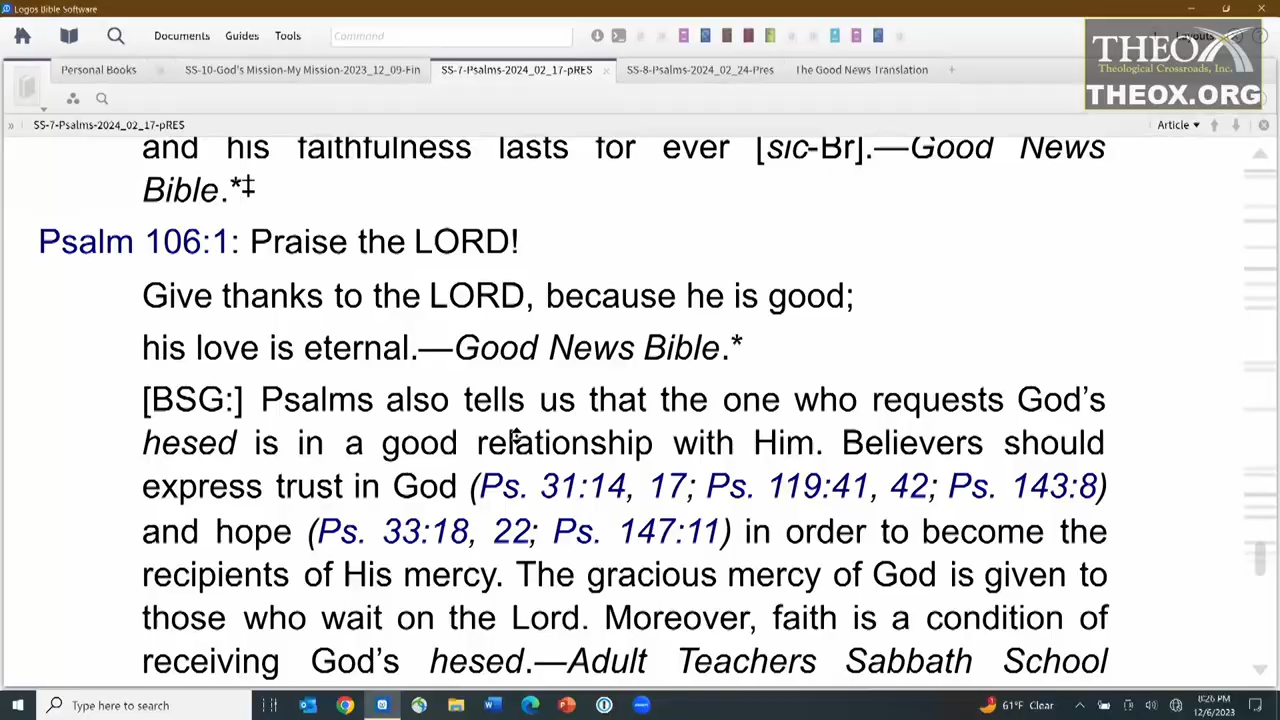 Logos Bible Software
Documents Guides Tools Command
THEOX
Theological Crossroads, Inc.
THEOX.ORG
Personal Books SS-10-God's Mission-My Mission-2023_12_09-Fin SS-7-Psalms-2024_02_17-pRES SS-8-Psalms-2024_02_24-Pres The Good News Translation
SS-7-Psalms-2024_02_17-pRES Article
and his faithfulness lasts for ever [sic-Br].—Good News
Bible.*‡
Psalm 106:1: Praise the LORD!
Give thanks to the LORD, because he is good;
his love is eternal.—Good News Bible.*
[BSG:] Psalms also tells us that the one who requests God’s
hesed is in a good relationship with Him. Believers should
express trust in God (Ps. 31:14, 17; Ps. 119:41, 42; Ps. 143:8)
and hope (Ps. 33:18, 22; Ps. 147:11) in order to become the
recipients of His mercy. The gracious mercy of God is given to
those who wait on the Lord. Moreover, faith is a condition of
receiving God’s hesed.—Adult Teachers Sabbath School
Type here to search
61°F Clear
8:26 PM
12/6/2023